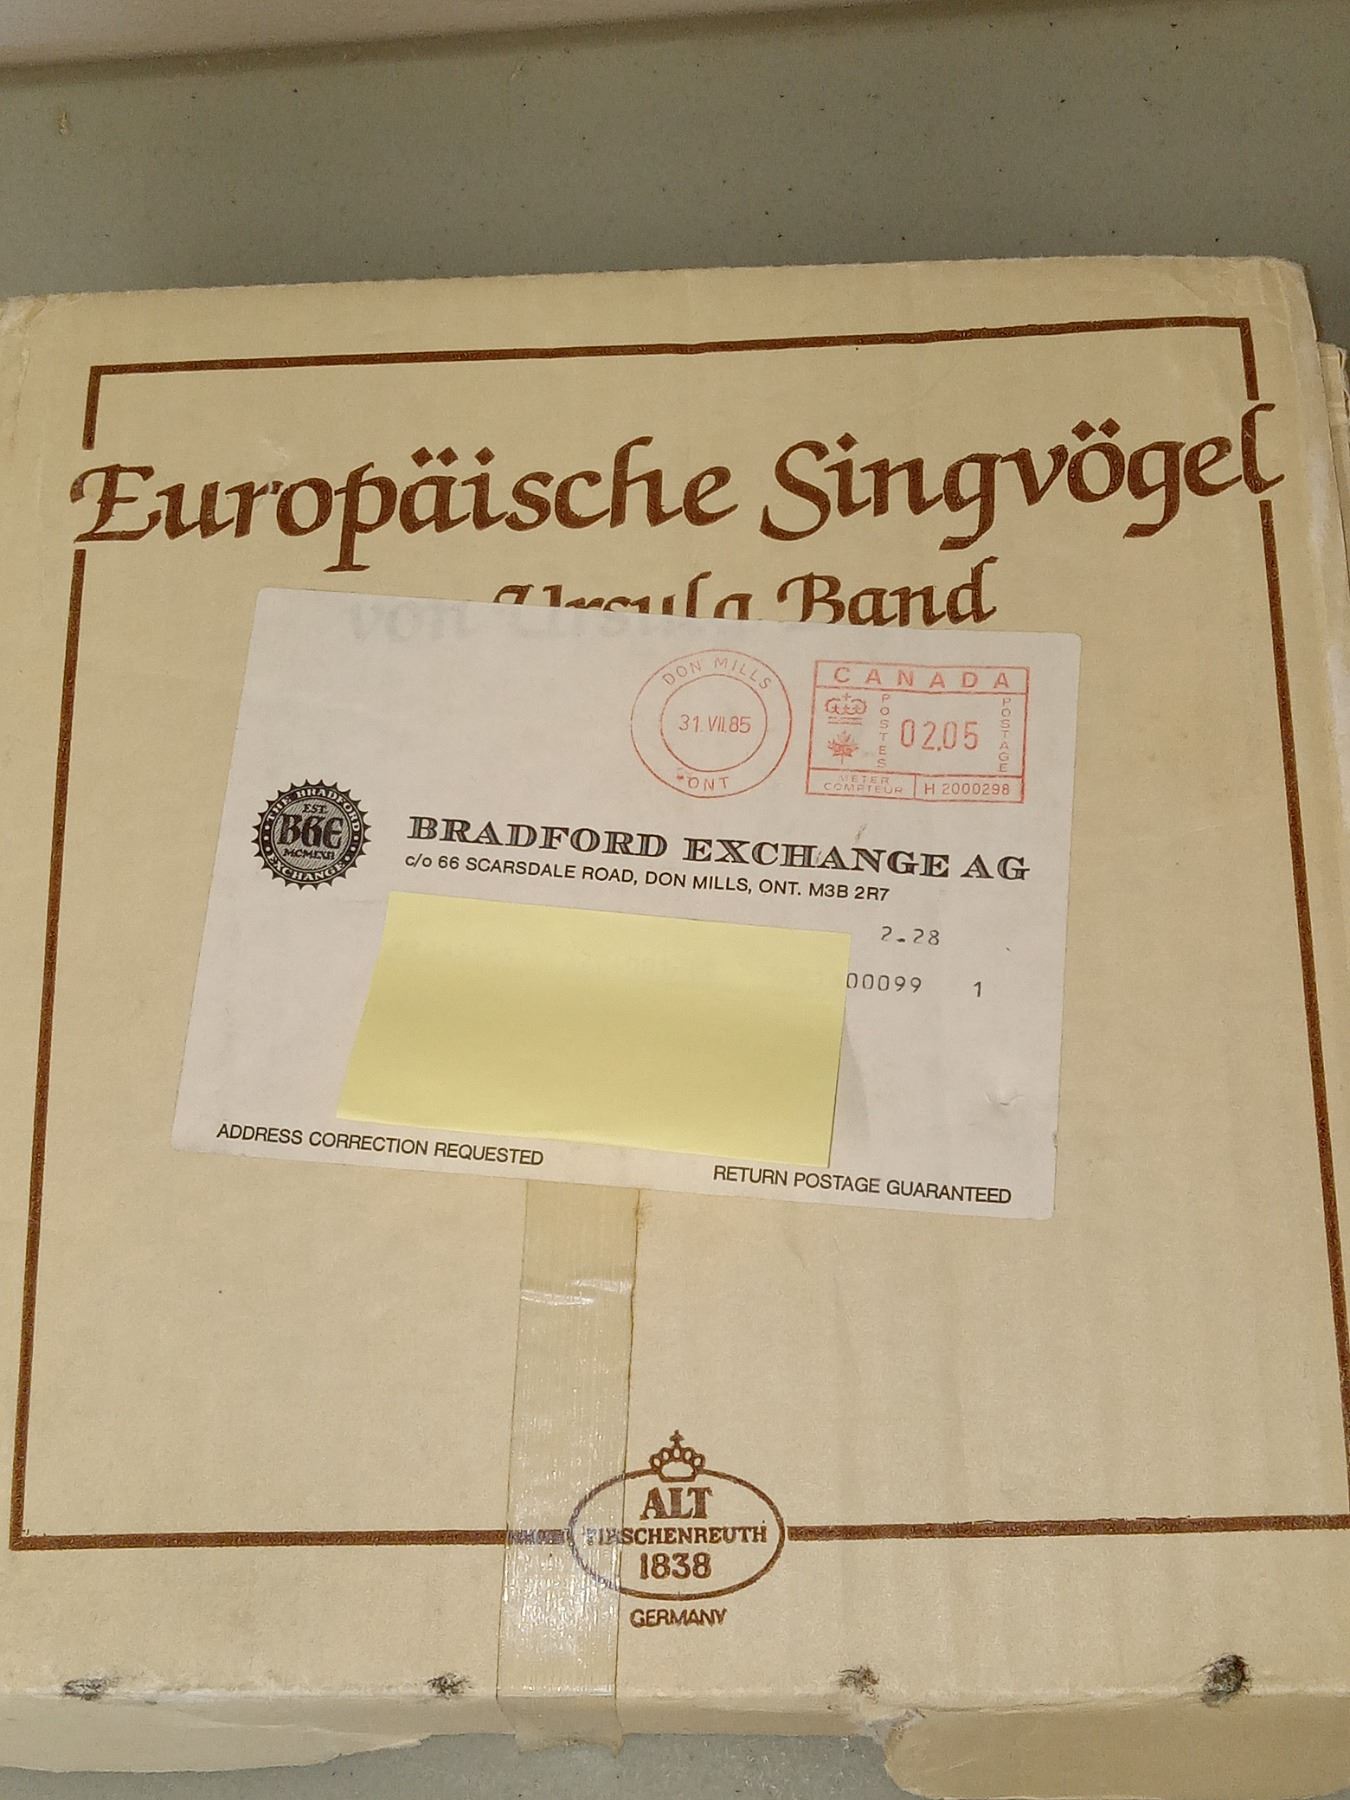 Europäische Singvögel
von Ursula Band
DON MILLS
31.VII.85
ONT
CANADA
POSTES
02.05
POSTAGE
METER
COMPTEUR
H 2000298
THE BRADFORD
EST.
BGE
MCMLXII
EXCHANGE
BRADFORD EXCHANGE AG
c/o 66 SCARSDALE ROAD, DON MILLS, ONT. M3B 2R7
2.28
00099 1
ADDRESS CORRECTION REQUESTED
RETURN POSTAGE GUARANTEED
ALT
TIRSCHENREUTH
1838
GERMANY